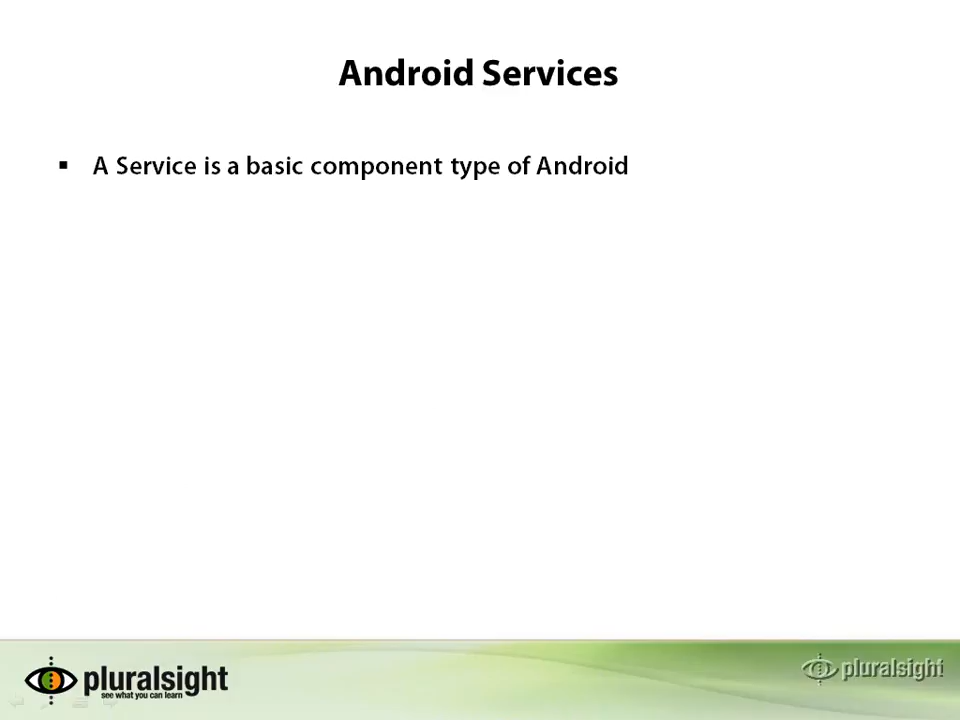 Android Services
▪ A Service is a basic component type of Android
pluralsight
see what you can learn
pluralsight